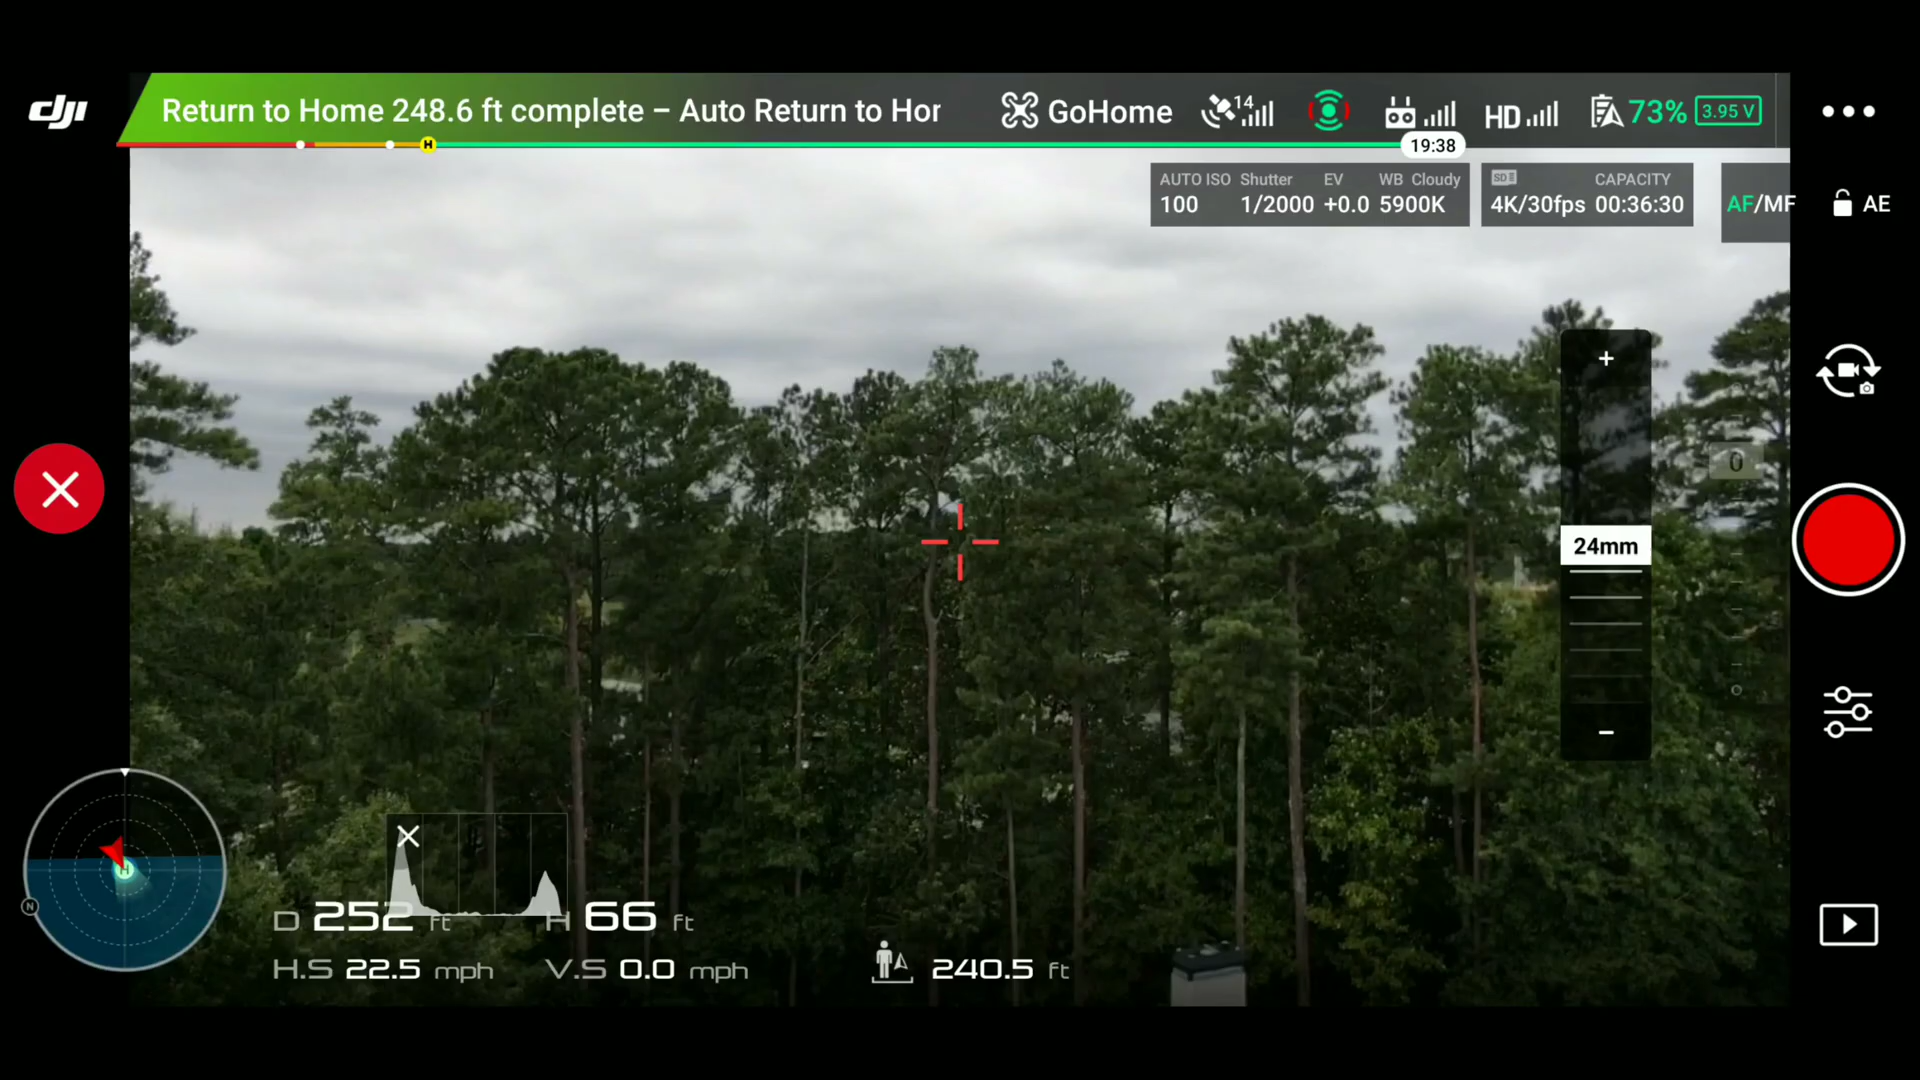 dji
Return to Home 248.6 ft complete – Auto Return to Hor
GoHome
14
HD
73%
3.95 V
H
19:38
AUTO ISO Shutter EV WB Cloudy
100 1/2000 +0.0 5900K
SD CAPACITY
4K/30fps 00:36:30
AF/MF
AE
+
0
24mm
−
H
N
D 252 ft H 66 ft
H.S 22.5 mph V.S 0.0 mph
240.5 ft